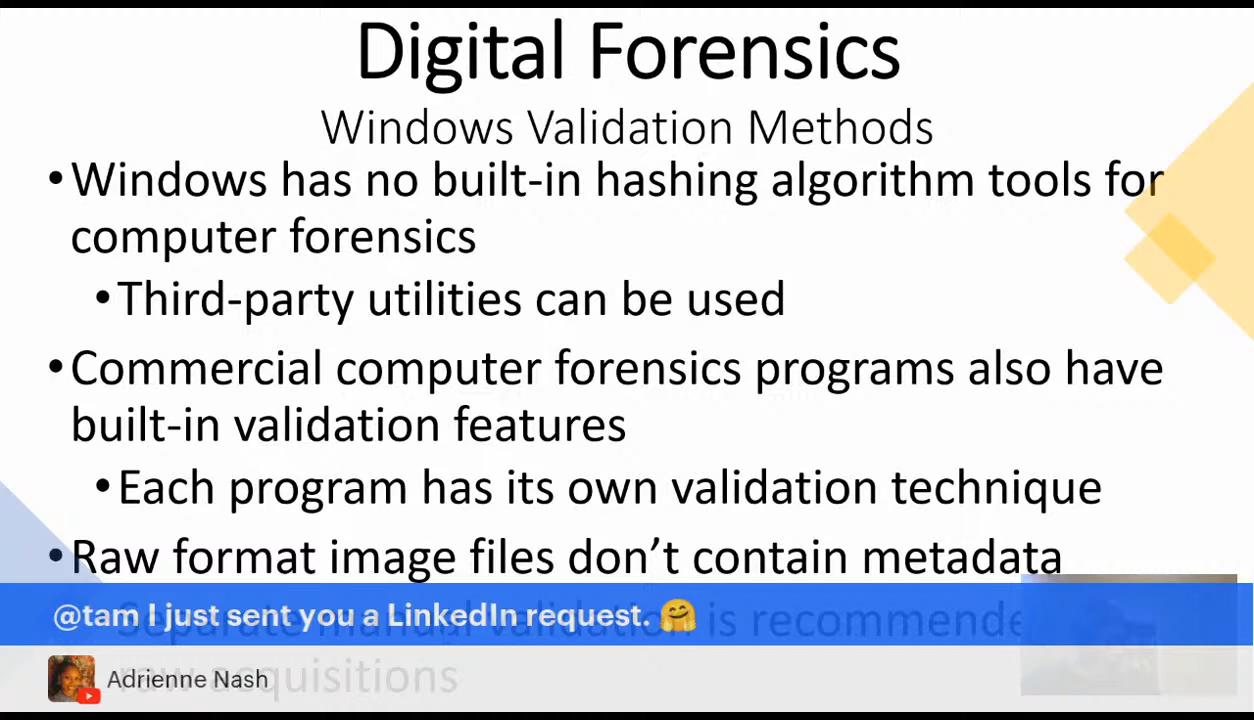 Digital Forensics
Windows Validation Methods
•Windows has no built-in hashing algorithm tools for
computer forensics
•Third-party utilities can be used
•Commercial computer forensics programs also have
built-in validation features
•Each program has its own validation technique
•Raw format image files don’t contain metadata
@tam I just sent you a LinkedIn request. 🤗
Separate manual validation is recommende
Adrienne Nash
raw acquisitions